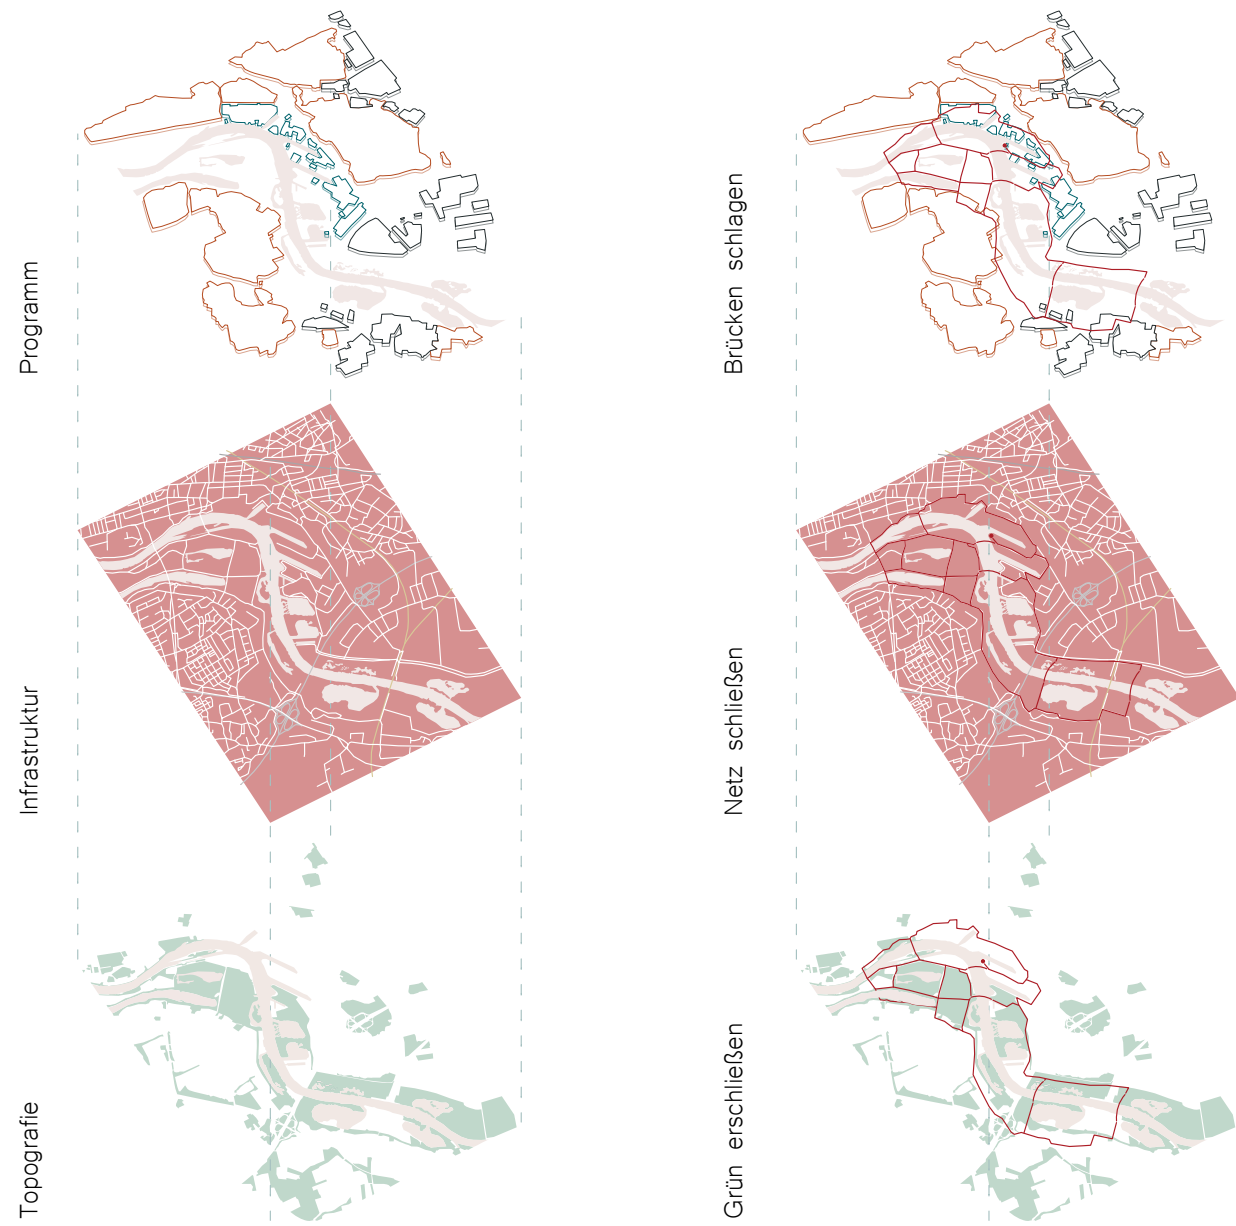 Programm
Brücken schlagen
Infrastruktur
Netz schließen
Topografie
Grün erschließen